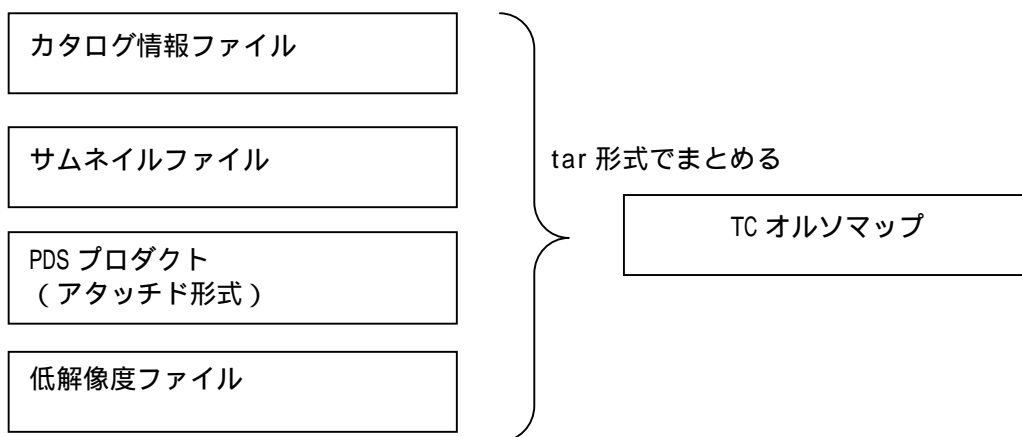 カタログ情報ファイル
サムネイルファイル
tar 形式でまとめる
TC オルソマップ
PDS プロダクト
（アタッチド形式）
低解像度ファイル